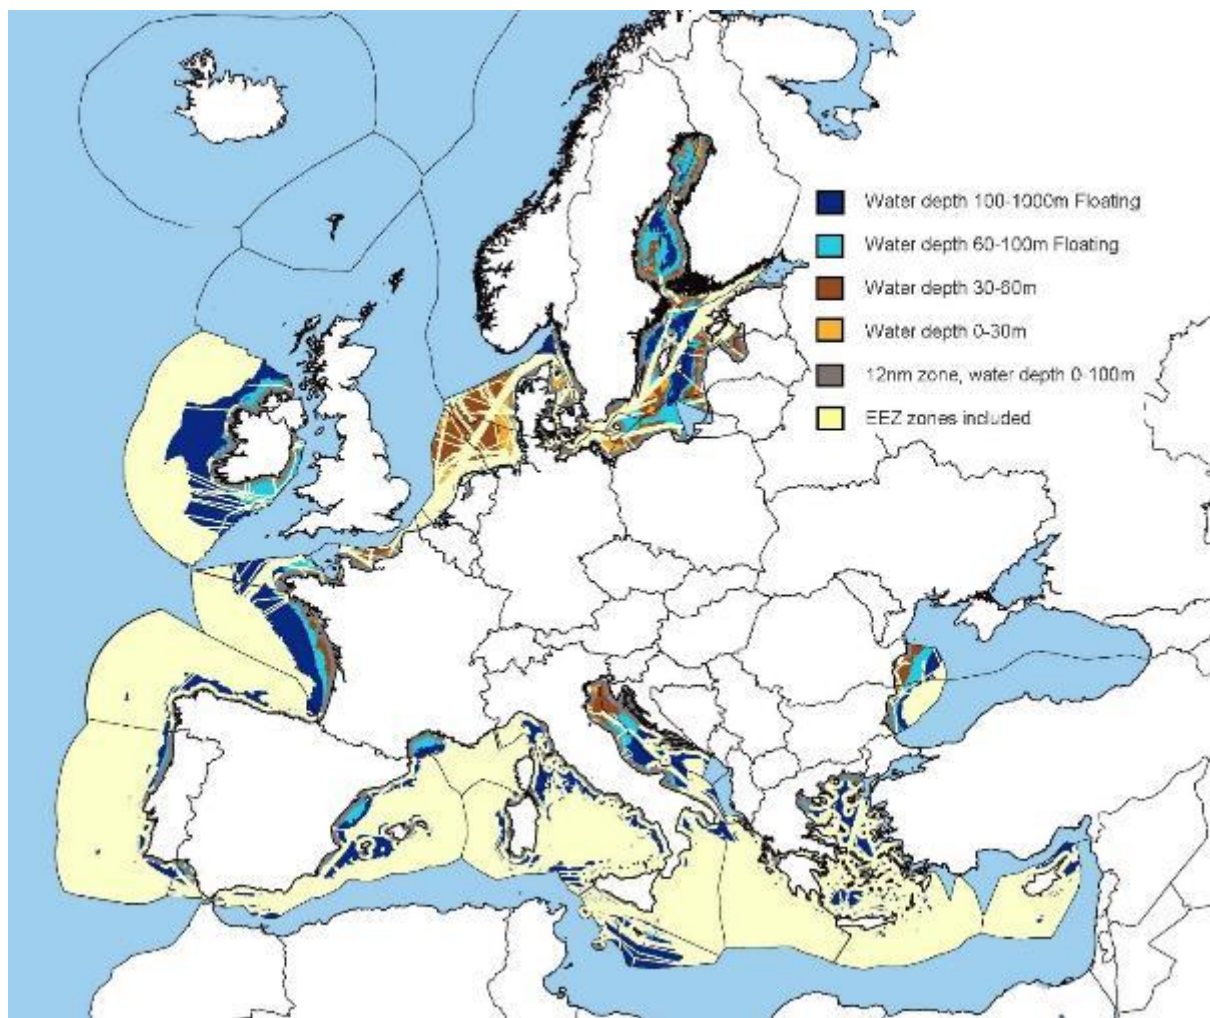 Water depth 100-1000m Floating
Water depth 60-100m Floating
Water depth 30-60m
Water depth 0-30m
12nm zone, water depth 0-100m
EEZ zones included